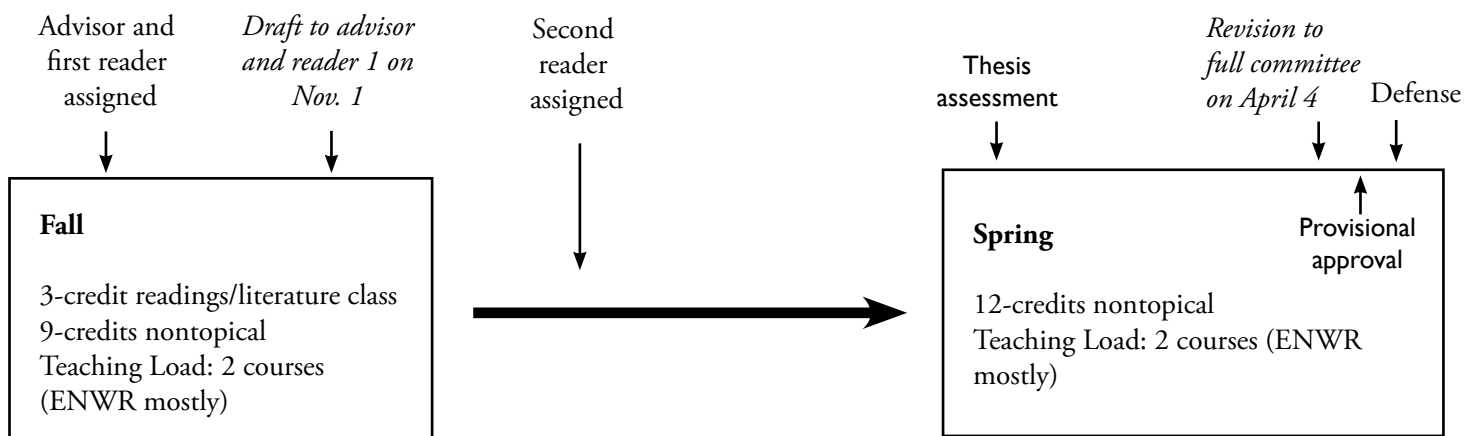 Advisor and
first reader
assigned
Draft to advisor
and reader 1 on
Nov. 1
Second
reader
assigned
Thesis
assessment
Revision to
full committee
on April 4
Defense
Fall
3-credit readings/literature class
9-credits nontopical
Teaching Load: 2 courses
(ENWR mostly)
Spring
Provisional
approval
12-credits nontopical
Teaching Load: 2 courses (ENWR
mostly)